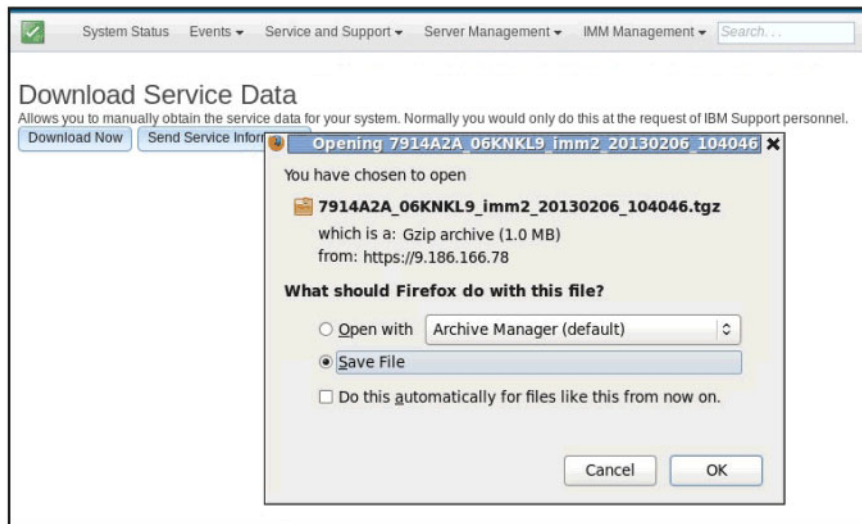 System Status Events Service and Support Server Management IMM Management Search...
Download Service Data
Allows you to manually obtain the service data for your system. Normally you would only do this at the request of IBM Support personnel.
Download Now Send Service Infor
Opening 7914A2A_06KNKL9_imm2_20130206_104046
You have chosen to open
7914A2A_06KNKL9_imm2_20130206_104046.tgz
which is a: Gzip archive (1.0 MB)
from: https://9.186.166.78
What should Firefox do with this file?
Open with Archive Manager (default)
Save File
Do this automatically for files like this from now on.
Cancel OK